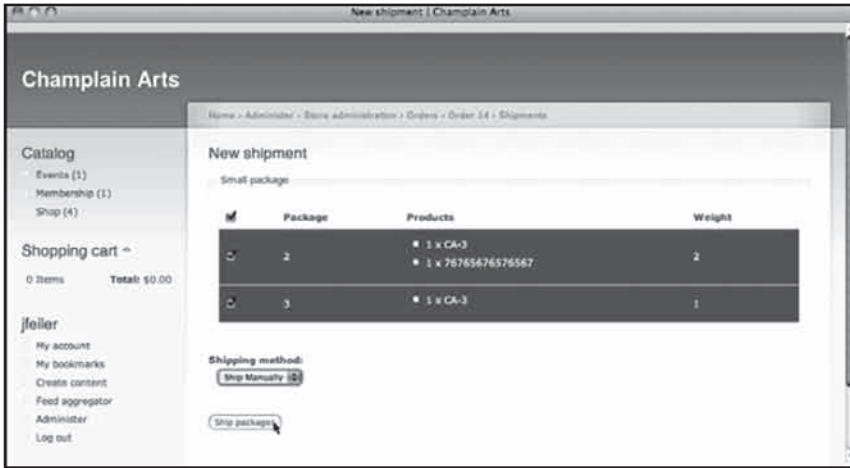 New shipment | Champlain Arts
Champlain Arts
Home › Administer › Store administration › Orders › Order 14 › Shipments
Catalog
Events (1)
Membership (1)
Shop (4)
Shopping cart
0 Items Total: $0.00
jfeiler
My account
My bookmarks
Create content
Feed aggregator
Administer
Log out
New shipment
Small package
Package Products Weight
2 1 x CA-3 2
1 x 76765676576567
3 1 x CA-3 1
Shipping method:
Ship Manually
Ship packages